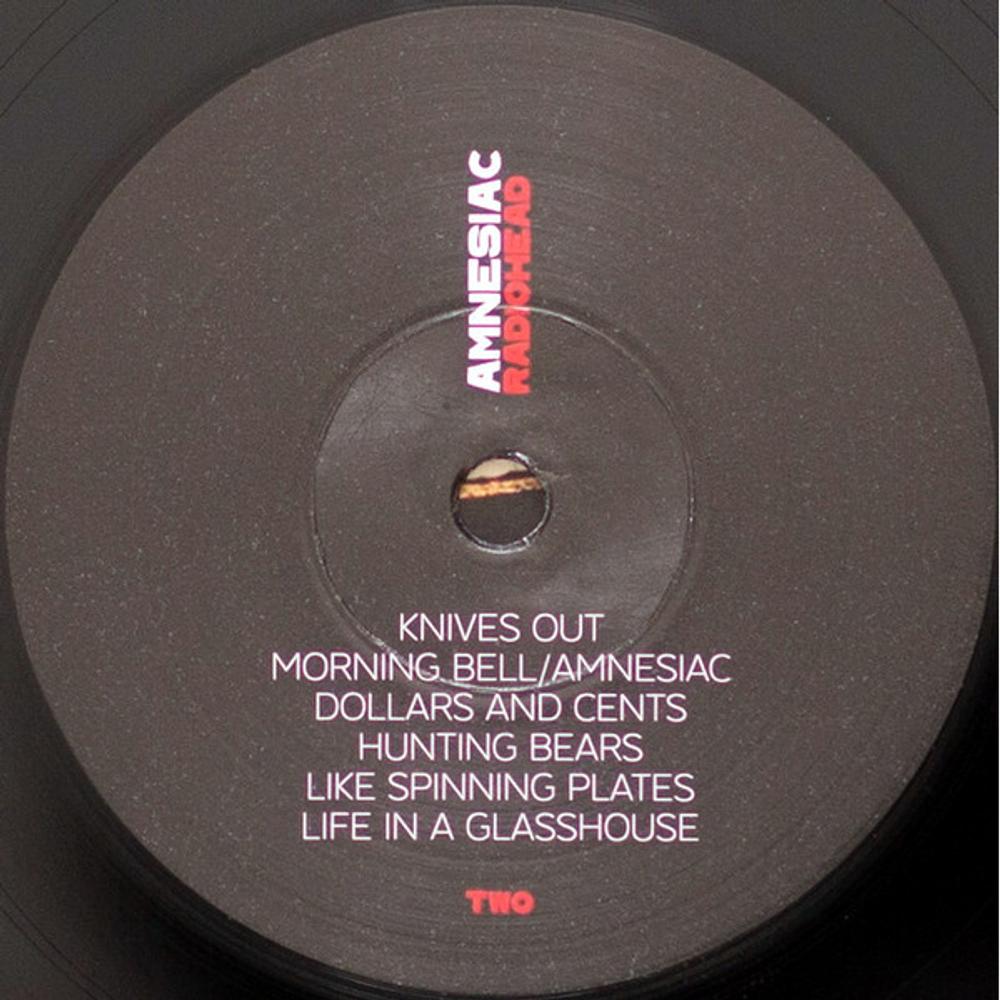 AMNESIAC
RADIOHEAD
KNIVES OUT
MORNING BELL/AMNESIAC
DOLLARS AND CENTS
HUNTING BEARS
LIKE SPINNING PLATES
LIFE IN A GLASSHOUSE
TWO